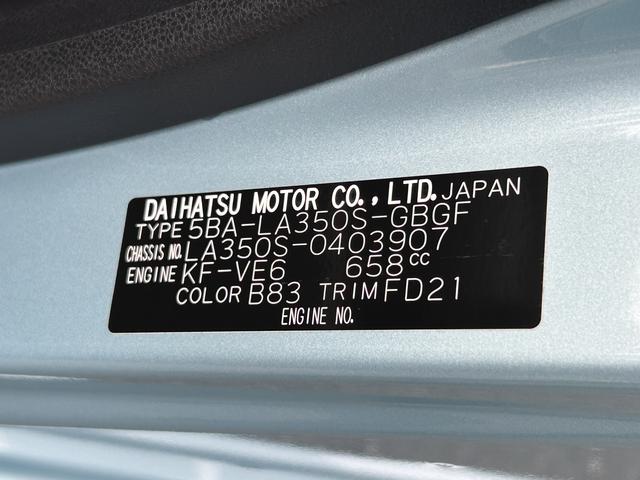 DAIHATSU MOTOR CO., LTD. JAPAN
TYPE 5BA-LA350S-GBGF
CHASSIS NO. LA350S-0403907
ENGINE KF-VE6 658cc
COLOR B83 TRIM FD21
ENGINE NO.